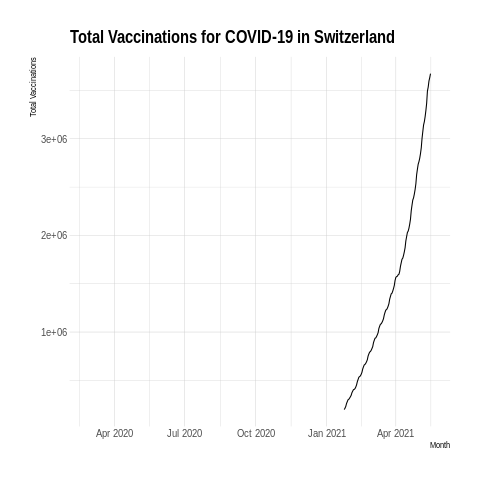 Total Vaccinations for COVID-19 in Switzerland
Total Vaccinations
3e+06
2e+06
1e+06
Apr 2020 Jul 2020 Oct 2020 Jan 2021 Apr 2021
Month